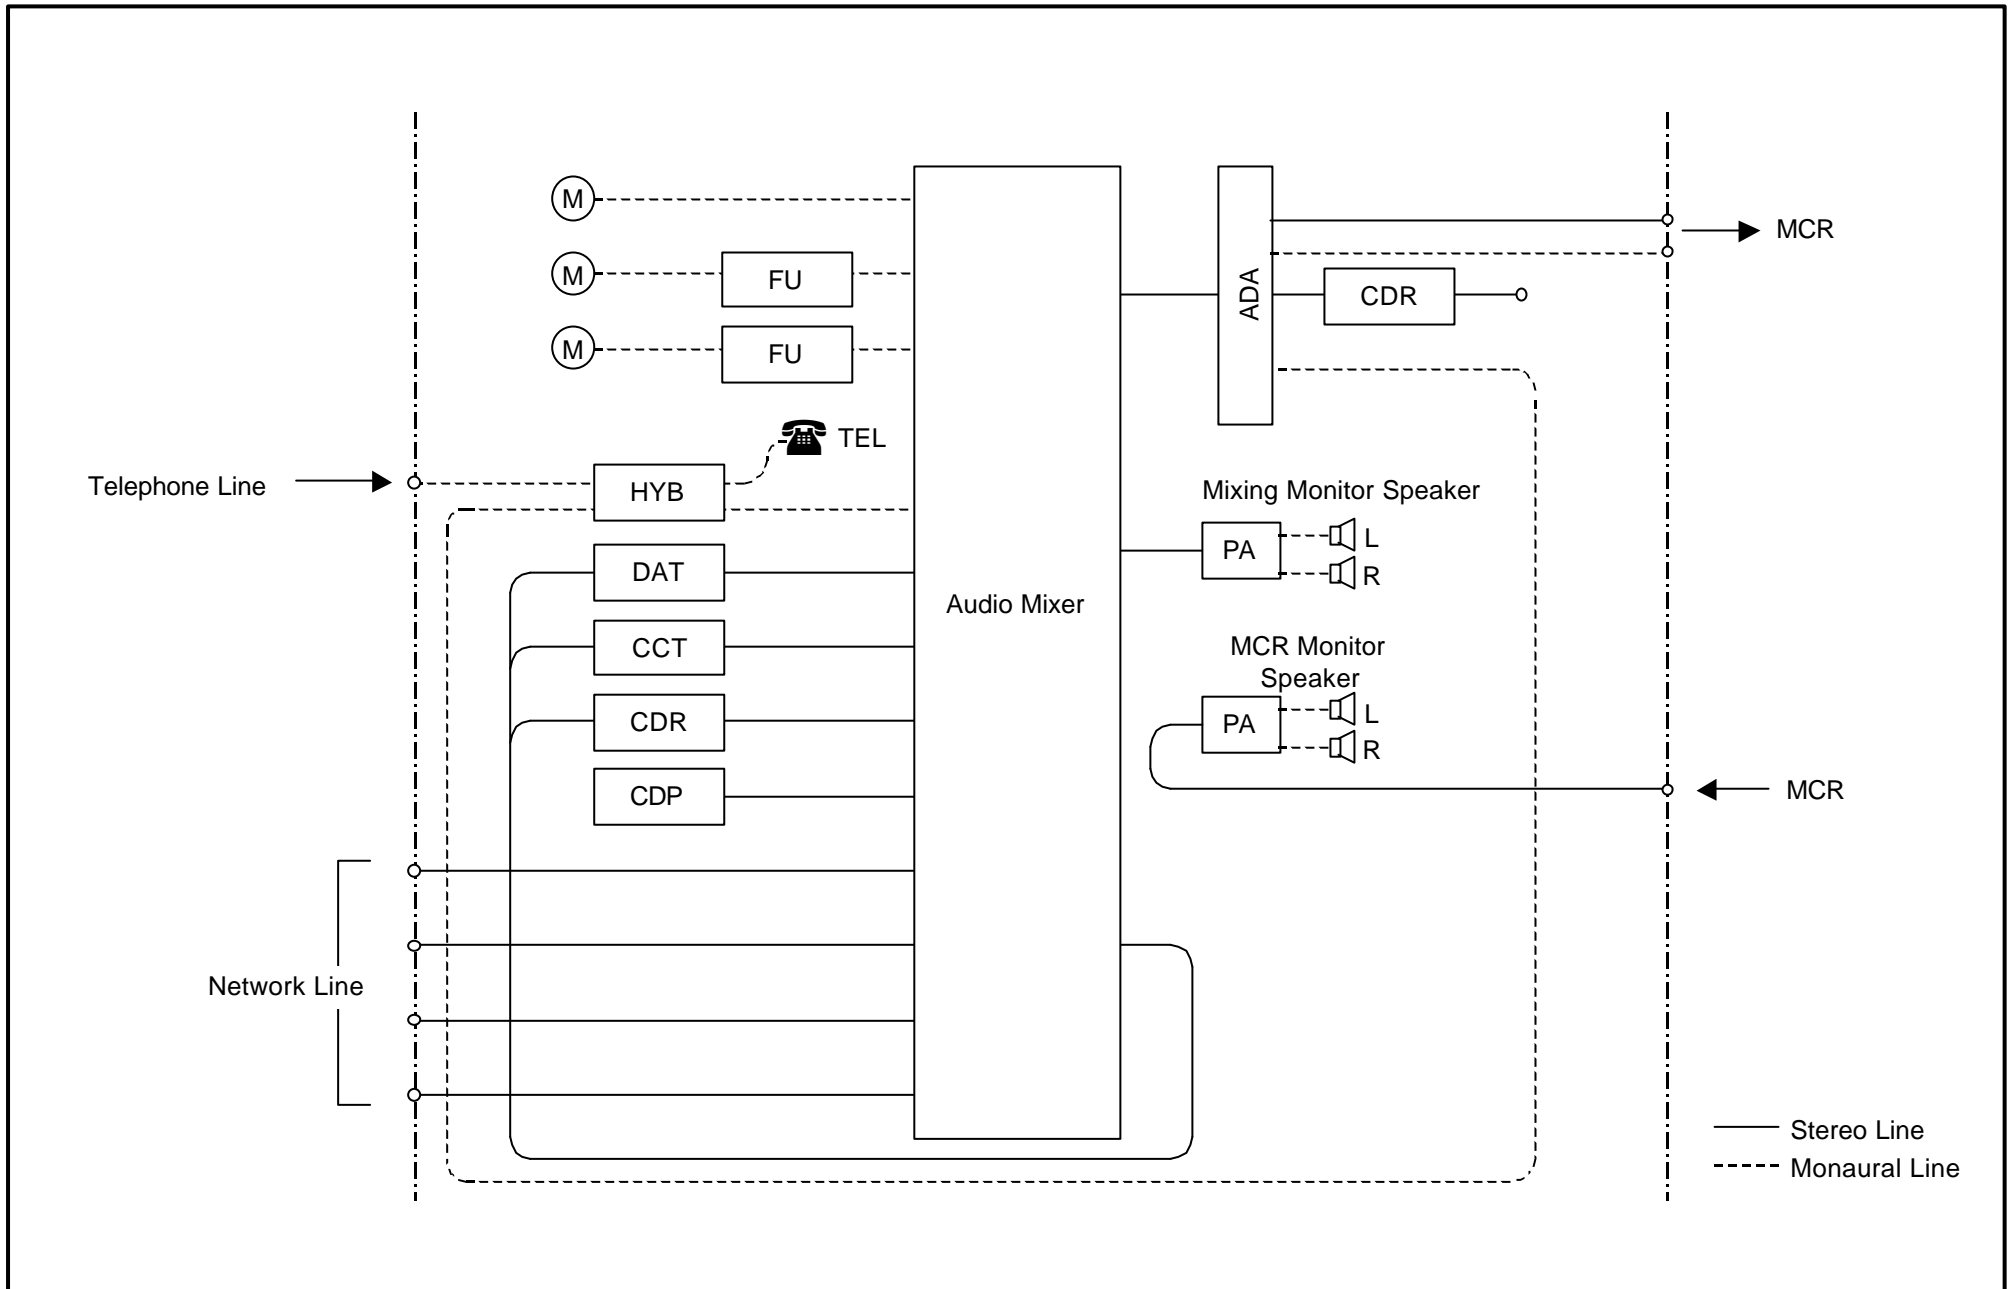 M
MCR
M
FU
ADA
CDR
M
FU
TEL
Telephone Line
HYB
Mixing Monitor Speaker
PA
L
R
DAT
Audio Mixer
CCT
MCR Monitor
Speaker
CDR
PA
L
R
CDP
MCR
Network Line
Stereo Line
Monaural Line